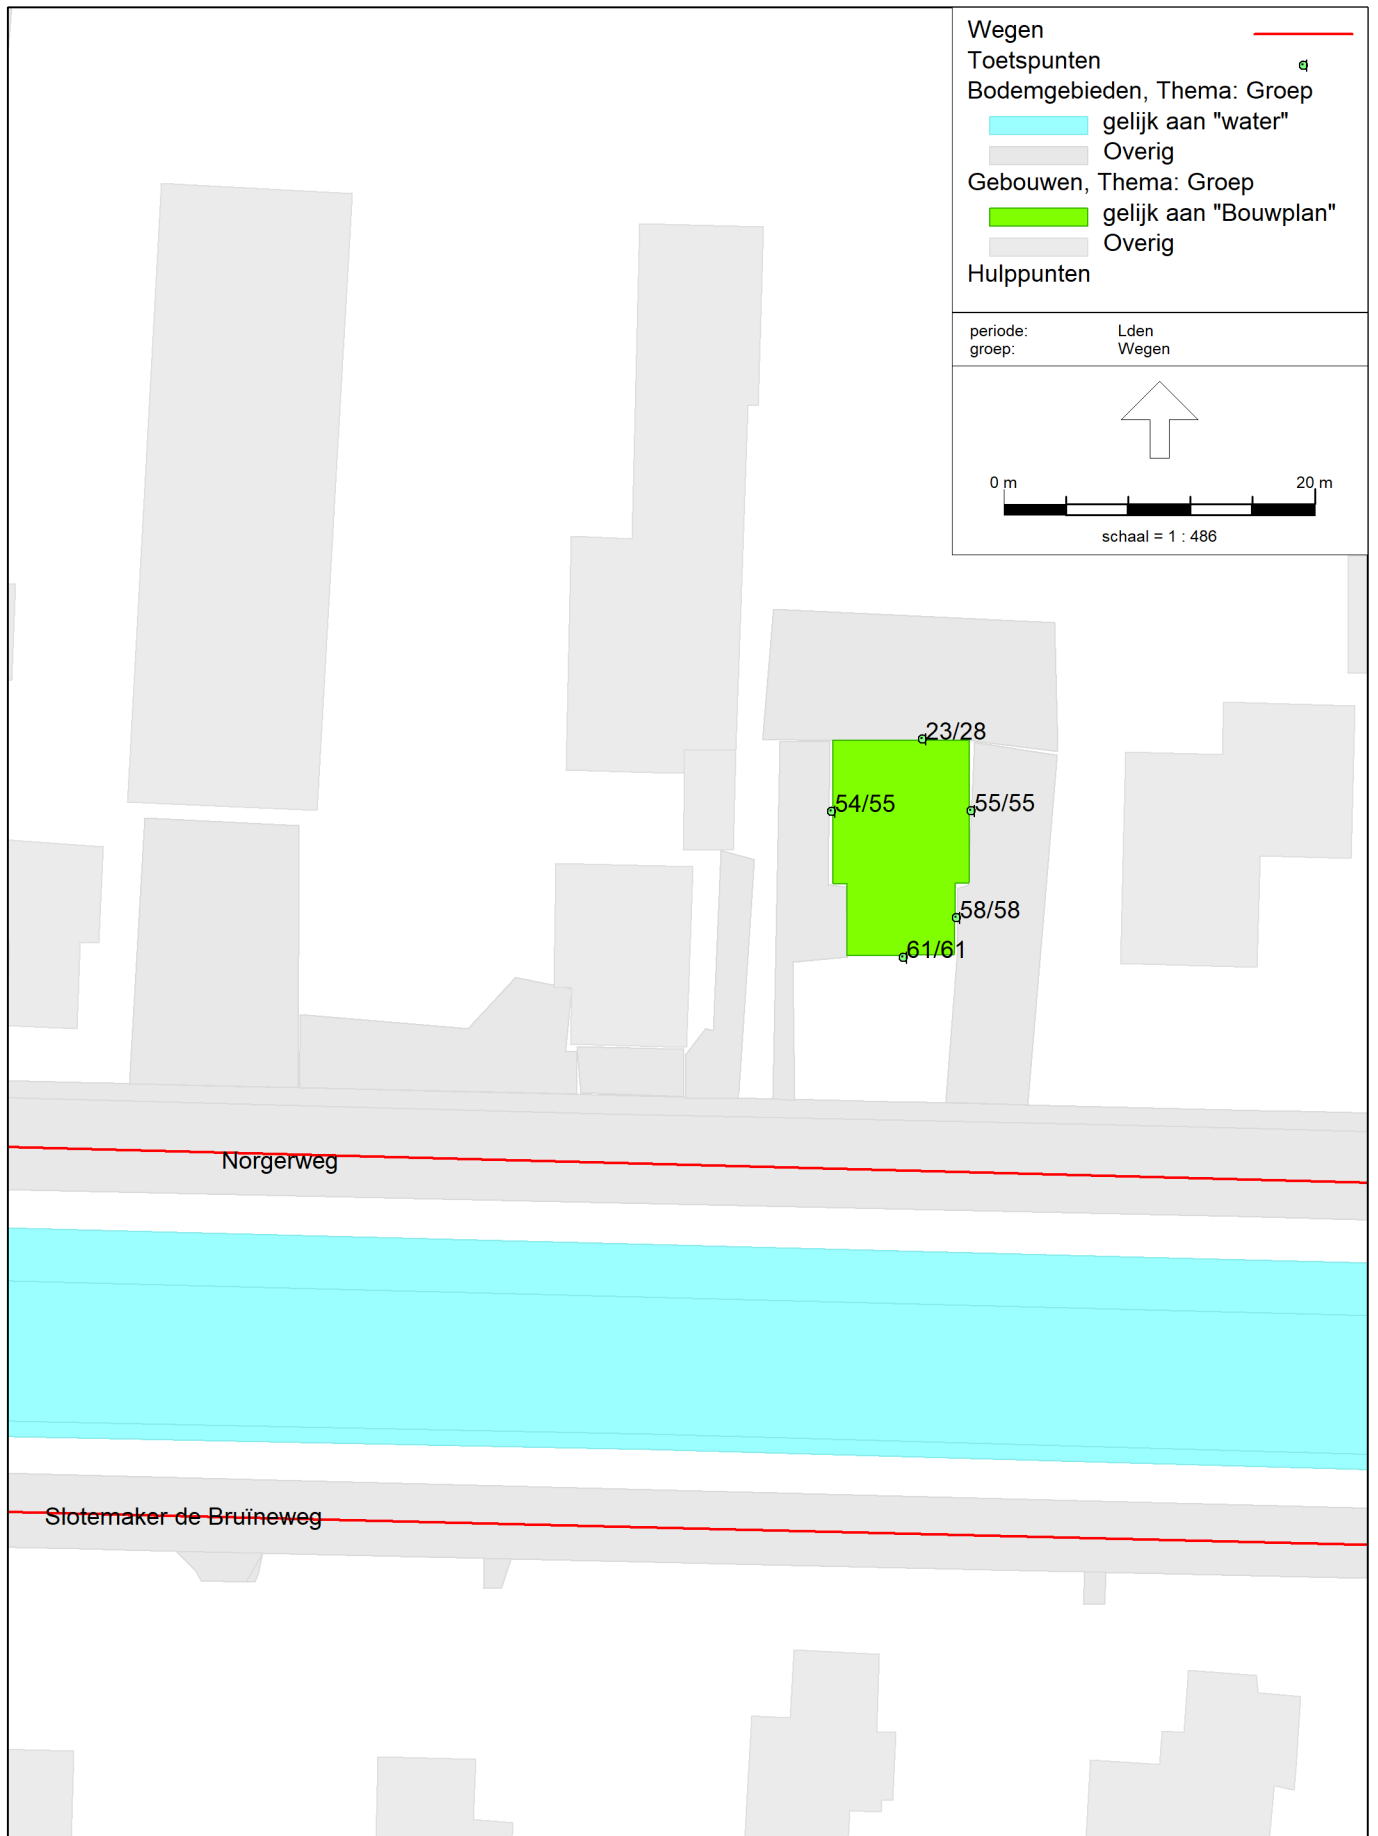 Wegen
Toetspunten
Bodemgebieden, Thema: Groep
gelijk aan "water"
Overig
Gebouwen, Thema: Groep
gelijk aan "Bouwplan"
Overig
Hulppunten
periode: Lden
groep: Wegen
0 m 20 m
schaal = 1 : 486
23/28
54/55 55/55
58/58
61/61
Norgerweg
Slotemaker de Bruïneweg